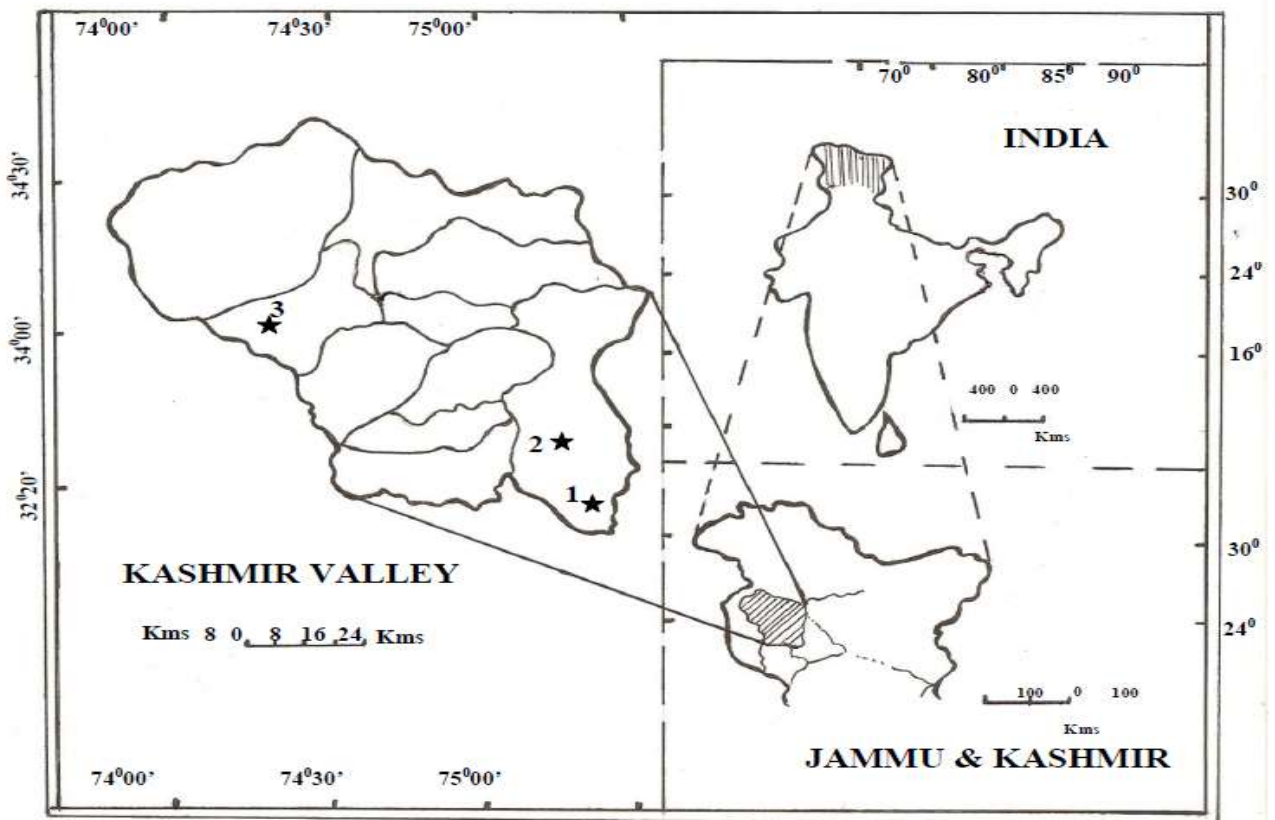 74⁰00’ 74⁰30’ 75⁰00’
34⁰30’
34⁰00’
32⁰20’
3
2
1
KASHMIR VALLEY
Kms 8 0 8 16 24 Kms
74⁰00’ 74⁰30’ 75⁰00’
70⁰ 80⁰ 85⁰ 90⁰
INDIA
30⁰
24⁰
16⁰
400 0 400
Kms
30⁰
24⁰
100 0 100
Kms
JAMMU & KASHMIR